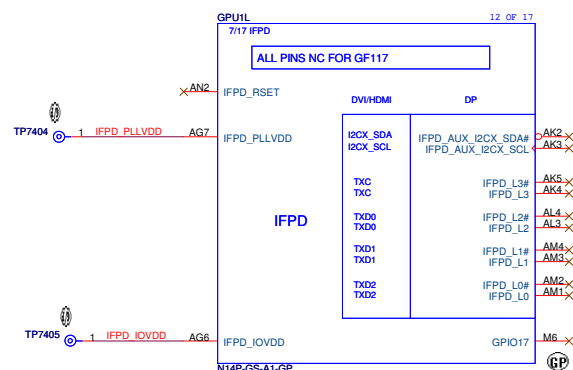 GPU1L 12 OF 17
7/17 IFPD
ALL PINS NC FOR GF117
AN2 IFPD_RSET
DVI/HDMI DP
TP7404 1 IFPD_PLLVDD AG7 IFPD_PLLVDD
I2CX_SDA IFPD_AUX_I2CX_SDA# AK2
I2CX_SCL IFPD_AUX_I2CX_SCL AK3
TXC IFPD_L3# AK5
TXC IFPD_L3 AK4
TXD0 IFPD_L2# AL4
TXD0 IFPD_L2 AL3
IFPD
TXD1 IFPD_L1# AM4
TXD1 IFPD_L1 AM3
TXD2 IFPD_L0# AM2
TXD2 IFPD_L0 AM1
TP7405 1 IFPD_IOVDD AG6 IFPD_IOVDD
GPIO17 M6
GP
N14P-GS-A1-GP